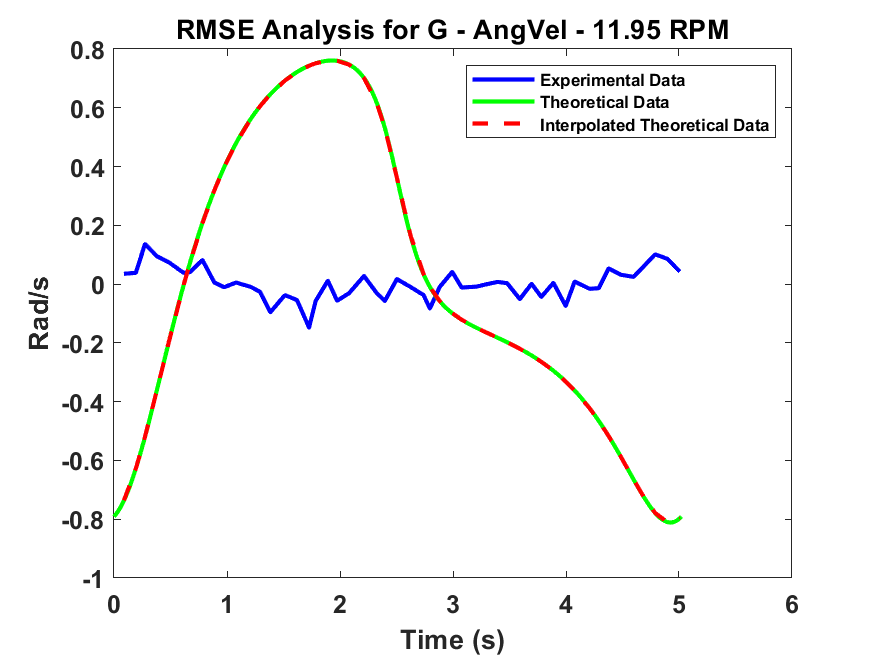 RMSE Analysis for G - AngVel - 11.95 RPM
Experimental Data
Theoretical Data
Interpolated Theoretical Data
0.8
0.6
0.4
0.2
0
-0.2
-0.4
-0.6
-0.8
-1
Rad/s
0 1 2 3 4 5 6
Time (s)